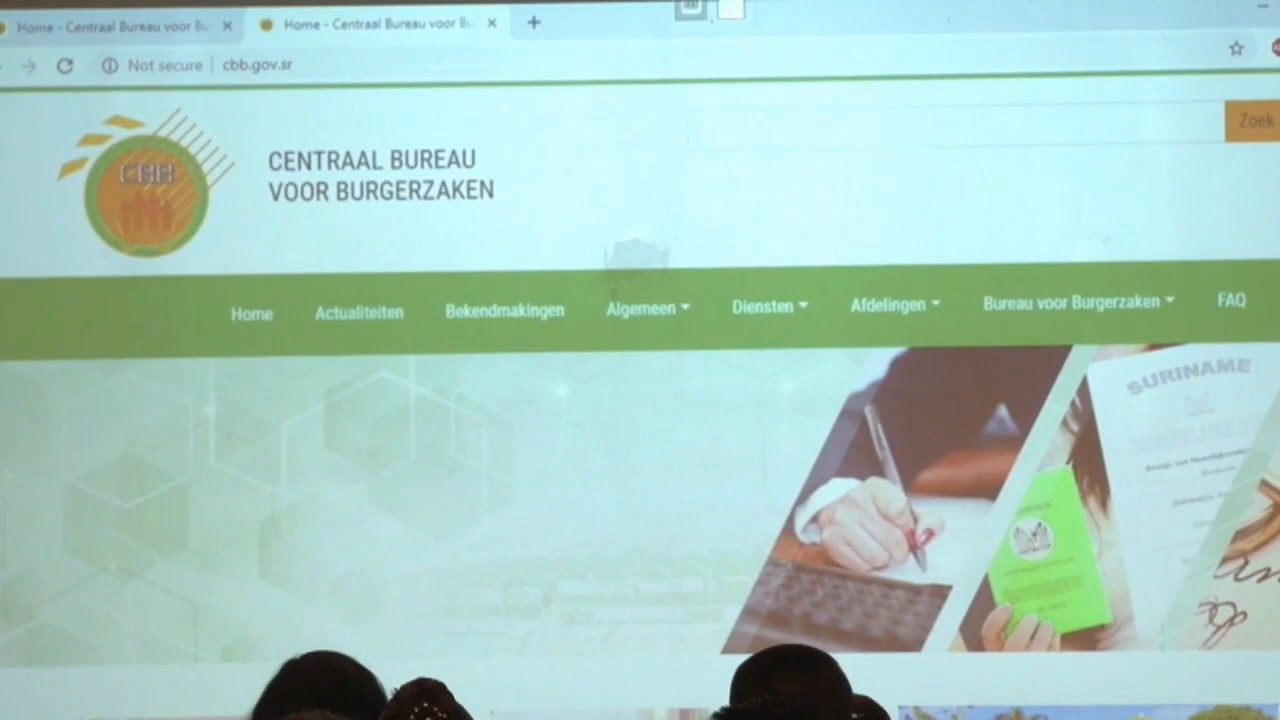 Home - Centraal Bureau voor Bu
Home - Centraal Bureau voor Bu
Not secure | cbb.gov.sr
CBB
CENTRAAL BUREAU
VOOR BURGERZAKEN
Zoek
Home Actualiteiten Bekendmakingen Algemeen Diensten Afdelingen Bureau voor Burgerzaken FAQ
SURINAME